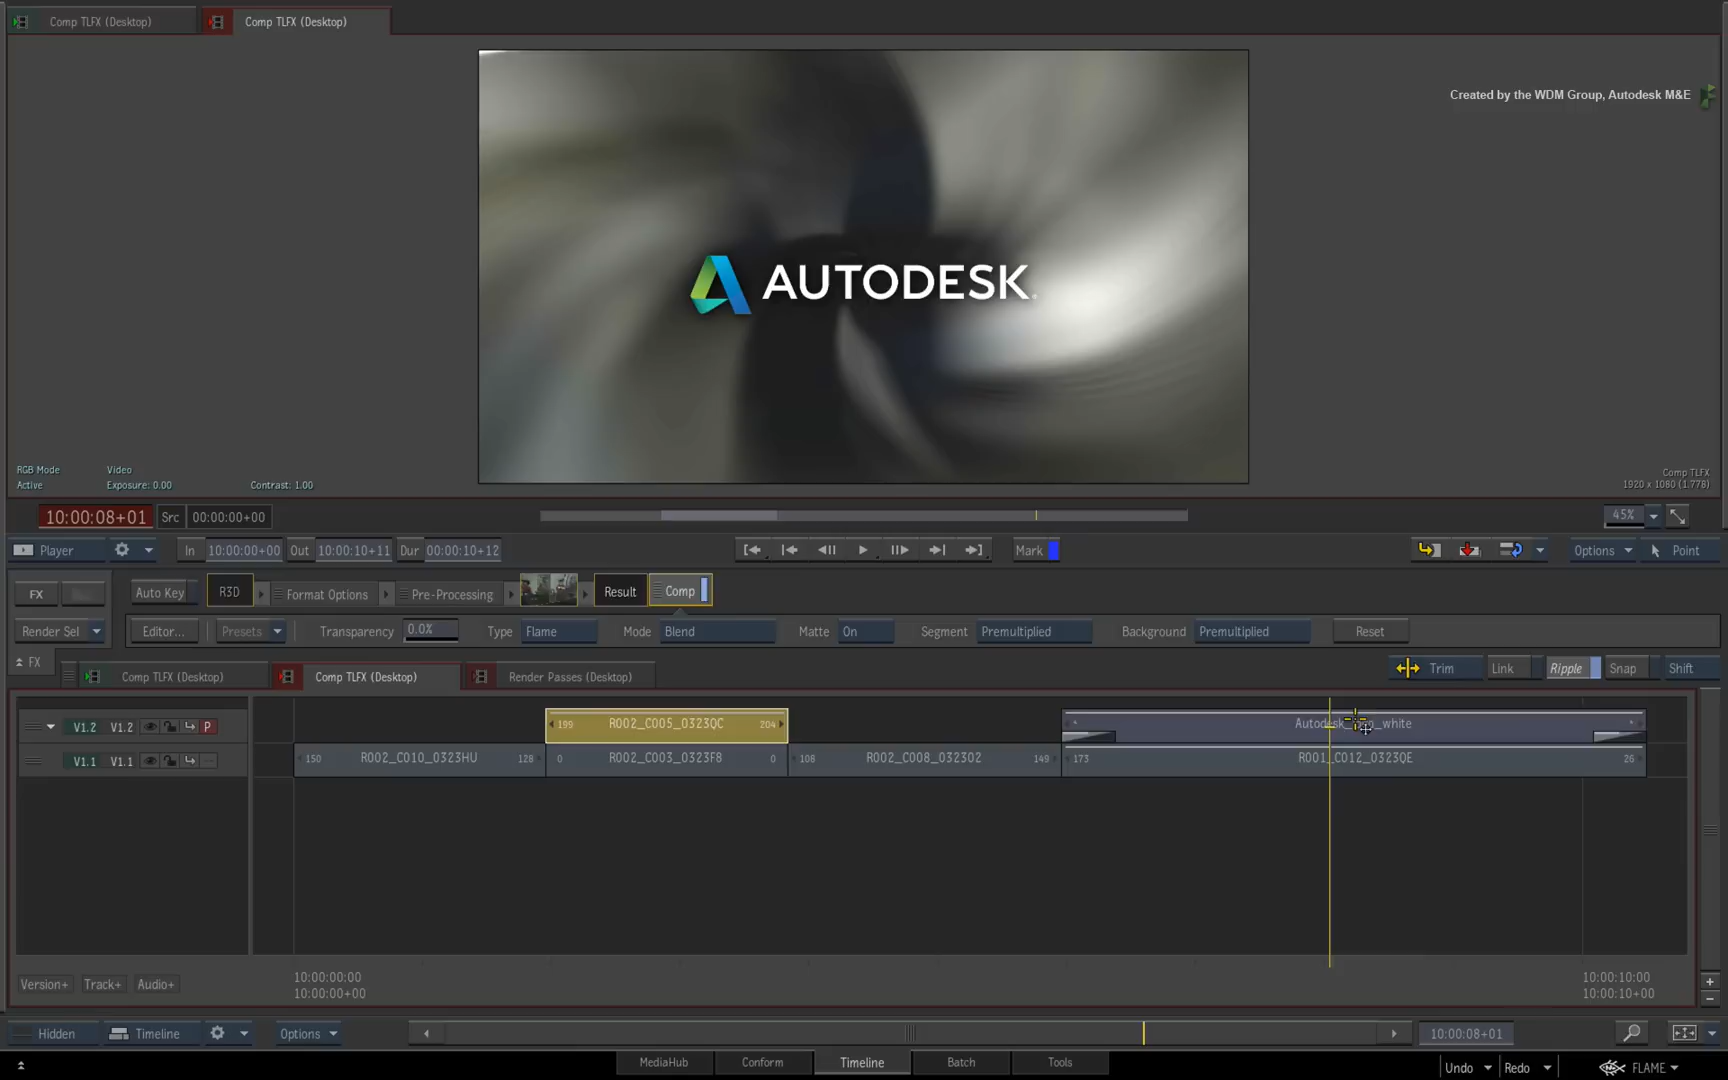 Comp TLFX (Desktop) Comp TLFX (Desktop)
Created by the WDM Group, Autodesk M&E
AUTODESK.
RGB Mode Video
Active Exposure: 0.00 Contrast: 1.00
Comp TLFX
1920 x 1080 (1.778)
10:00:08+01 Src 00:00:00+00 45%
Player In 10:00:00+00 Out 10:00:10+11 Dur 00:00:10+12 Mark Options Point
FX Auto Key R3D Format Options Pre-Processing Result Comp
Render Sel Editor... Presets Transparency 0.0% Type Flame Mode Blend Matte On Segment Premultiplied Background Premultiplied Reset
FX Comp TLFX (Desktop) Comp TLFX (Desktop) Render Passes (Desktop) Trim Link Ripple Snap Shift
V1.2 V1.2 P 199 R002_C005_0323QC 204 Autodesk white
V1.1 V1.1 150 R002_C010_0323HU 128 0 R002_C003_0323F8 0 106 R002_C008_0323O2 149 173 R001_C012_0323QE 26
10:00:00:00 10:00:10:00
Version+ Track+ Audio+ 10:00:00+00 10:00:10+00
Hidden Timeline Options 10:00:08+01
MediaHub Conform Timeline Batch Tools Undo Redo FLAME